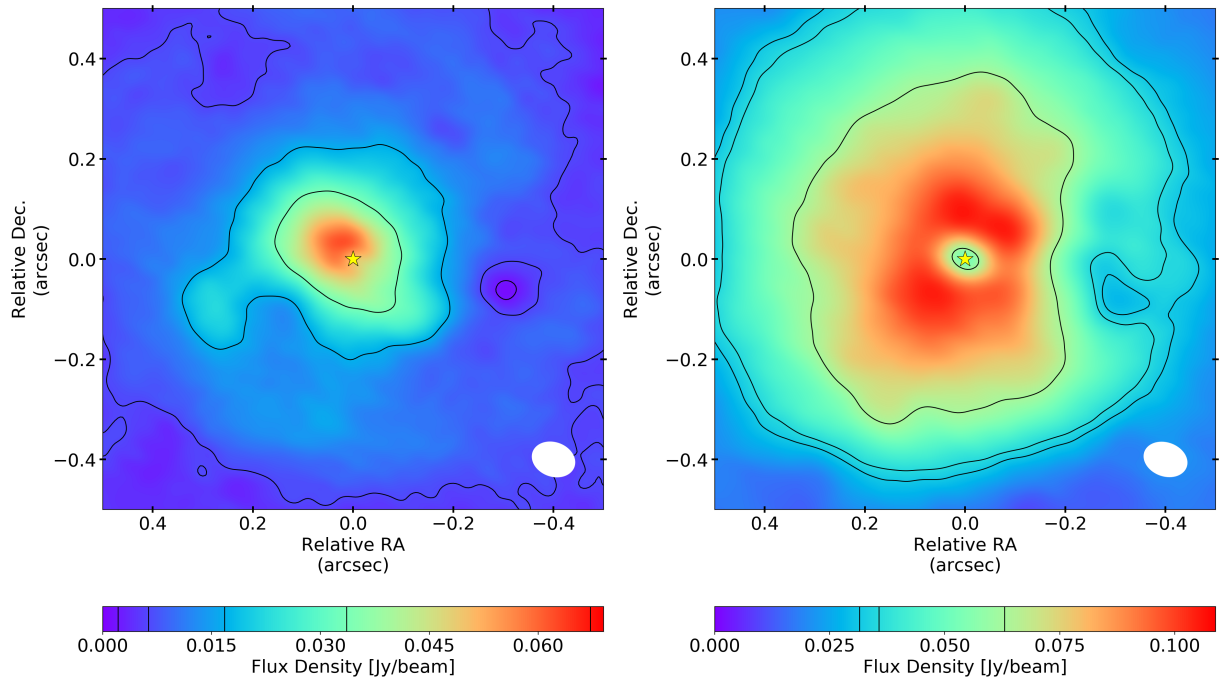 Relative Dec.
(arcsec)
0.4
0.2
0.0
−0.2
−0.4
0.4 0.2 0.0 −0.2 −0.4
Relative RA
(arcsec)
0.000 0.015 0.030 0.045 0.060
Flux Density [Jy/beam]
Relative Dec.
(arcsec)
0.4
0.2
0.0
−0.2
−0.4
0.4 0.2 0.0 −0.2 −0.4
Relative RA
(arcsec)
0.000 0.025 0.050 0.075 0.100
Flux Density [Jy/beam]